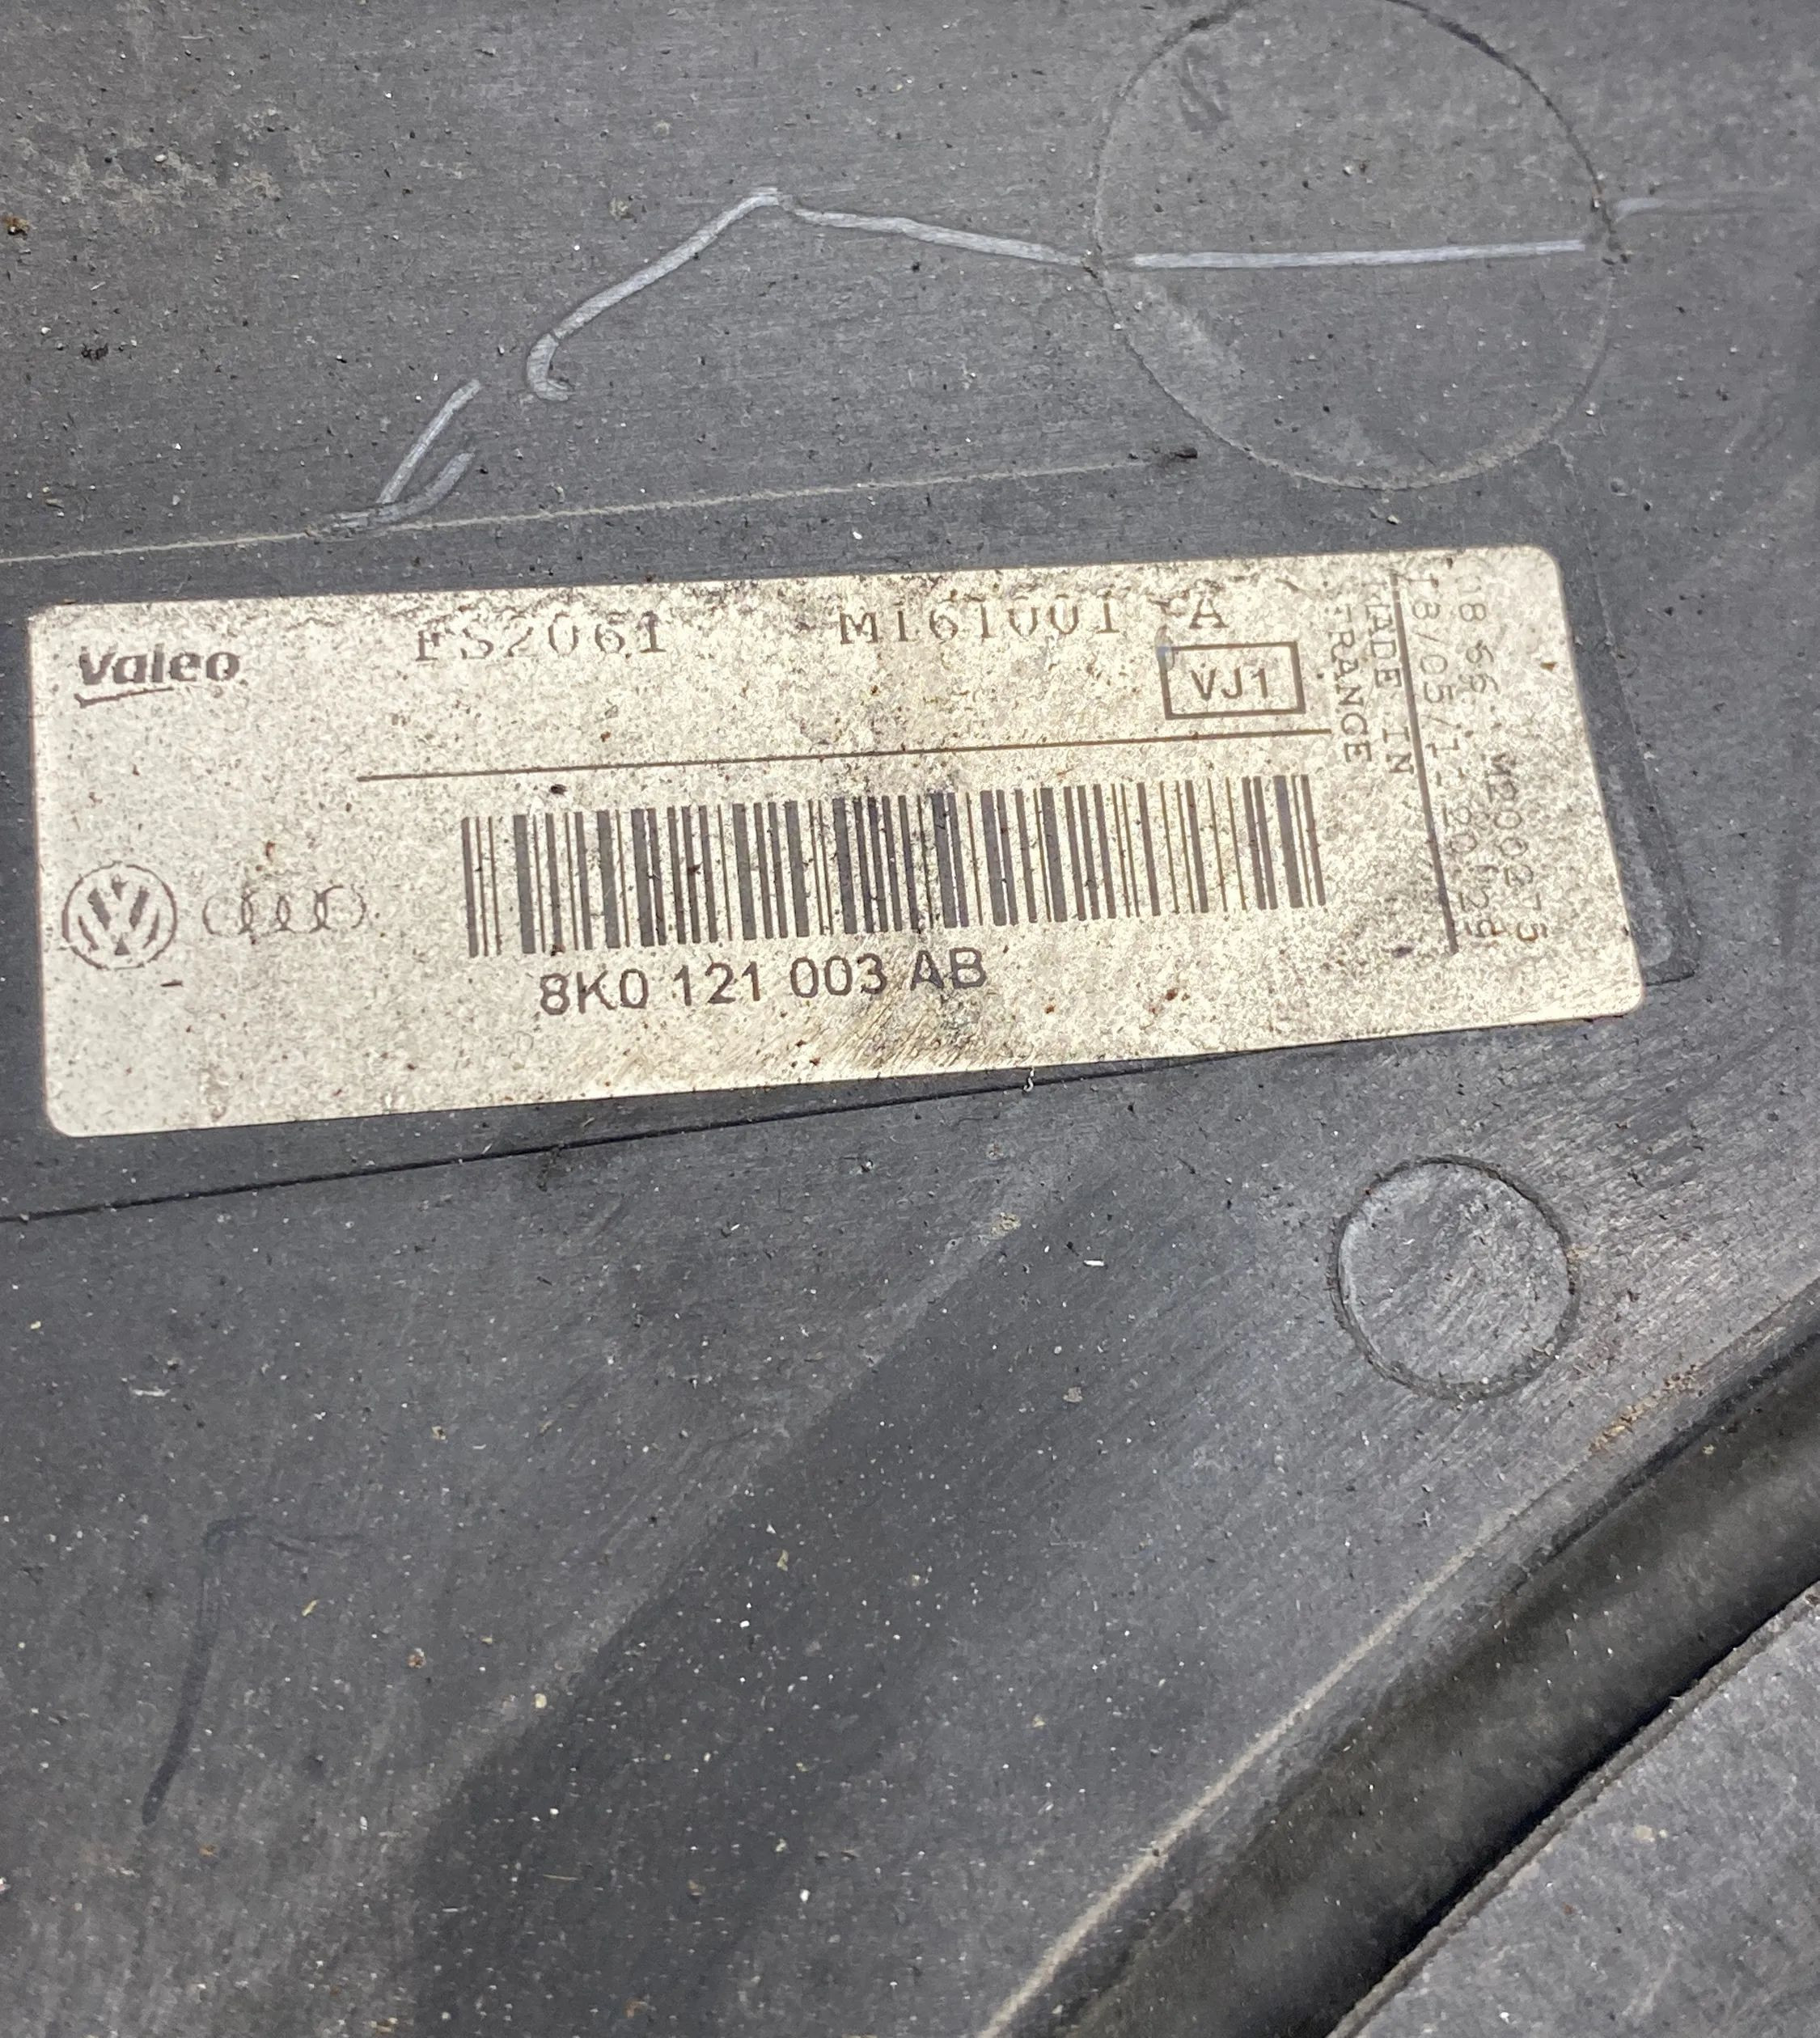 Valeo
FS2061 M161001 A
VJ1
8K0 121 003 AB
MADE IN
FRANCE